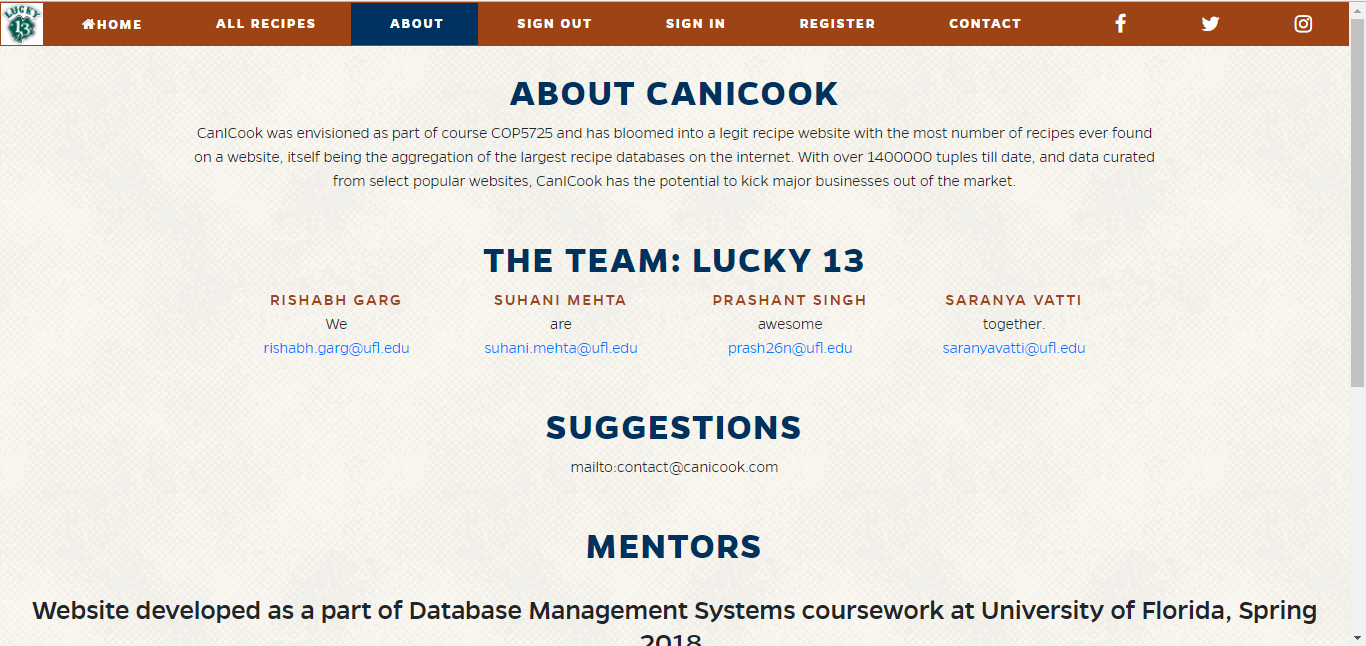 LUCKY
13
HOME ALL RECIPES ABOUT SIGN OUT SIGN IN REGISTER CONTACT
ABOUT CANICOOK
CanICook was envisioned as part of course COP5725 and has bloomed into a legit recipe website with the most number of recipes ever found
on a website, itself being the aggregation of the largest recipe databases on the internet. With over 1400000 tuples till date, and data curated
from select popular websites, CanICook has the potential to kick major businesses out of the market.
THE TEAM: LUCKY 13
RISHABH GARG SUHANI MEHTA PRASHANT SINGH SARANYA VATTI
We are awesome together.
rishabh.garg@ufl.edu suhani.mehta@ufl.edu prash26n@ufl.edu saranyavatti@ufl.edu
SUGGESTIONS
mailto:contact@canicook.com
MENTORS
Website developed as a part of Database Management Systems coursework at University of Florida, Spring
2018